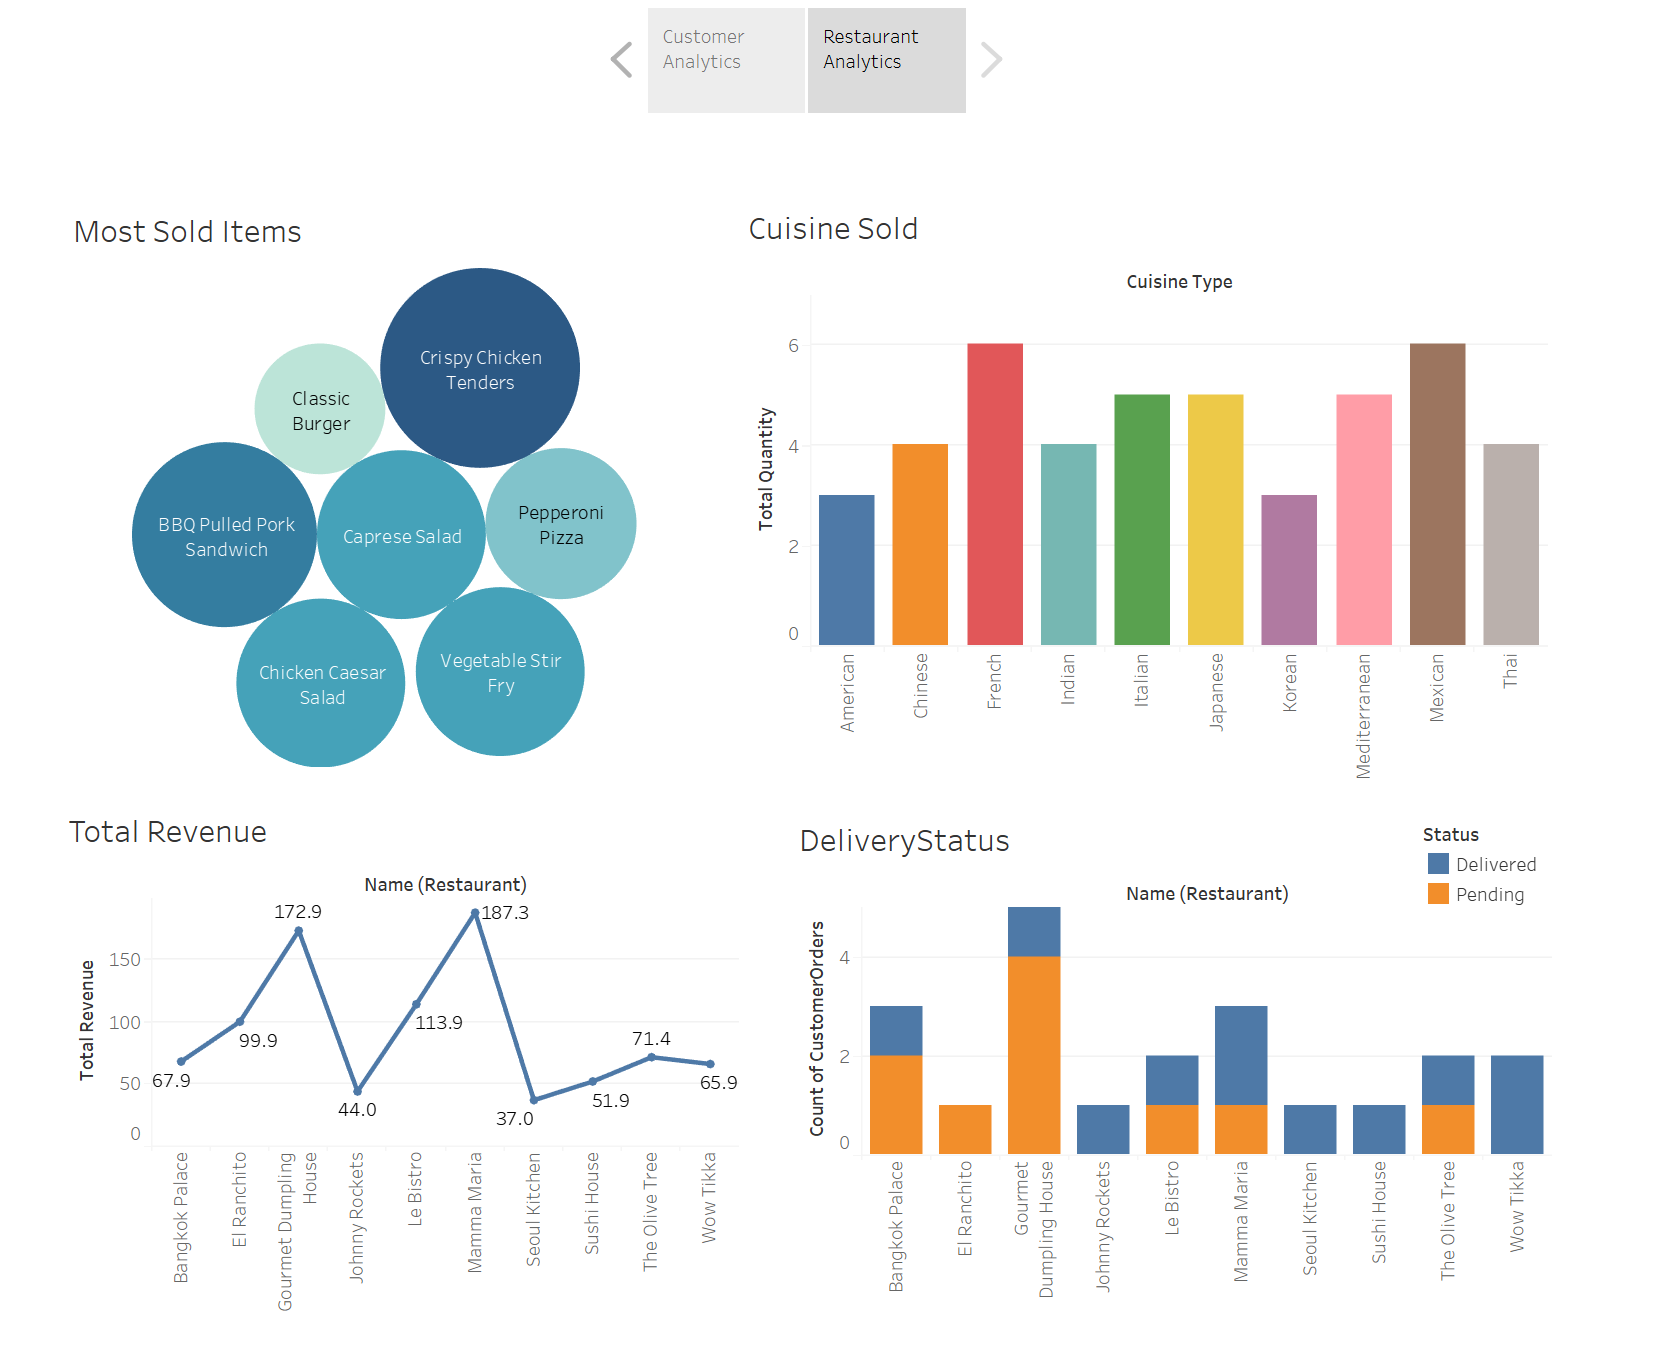 Customer
Analytics
Restaurant
Analytics
Most Sold Items
Crispy Chicken
Tenders
Classic
Burger
BBQ Pulled Pork
Sandwich
Caprese Salad
Pepperoni
Pizza
Chicken Caesar
Salad
Vegetable Stir
Fry
Cuisine Sold
Cuisine Type
Total Quantity
6
4
2
0
American
Chinese
French
Indian
Italian
Japanese
Korean
Mediterranean
Mexican
Thai
Total Revenue
Name (Restaurant)
Total Revenue
150
100
50
0
67.9
99.9
172.9
44.0
113.9
187.3
37.0
51.9
71.4
65.9
Bangkok Palace
El Ranchito
Gourmet Dumpling
House
Johnny Rockets
Le Bistro
Mamma Maria
Seoul Kitchen
Sushi House
The Olive Tree
Wow Tikka
DeliveryStatus
Status
Delivered
Pending
Name (Restaurant)
Count of CustomerOrders
4
2
0
Bangkok Palace
El Ranchito
Gourmet
Dumpling House
Johnny Rockets
Le Bistro
Mamma Maria
Seoul Kitchen
Sushi House
The Olive Tree
Wow Tikka